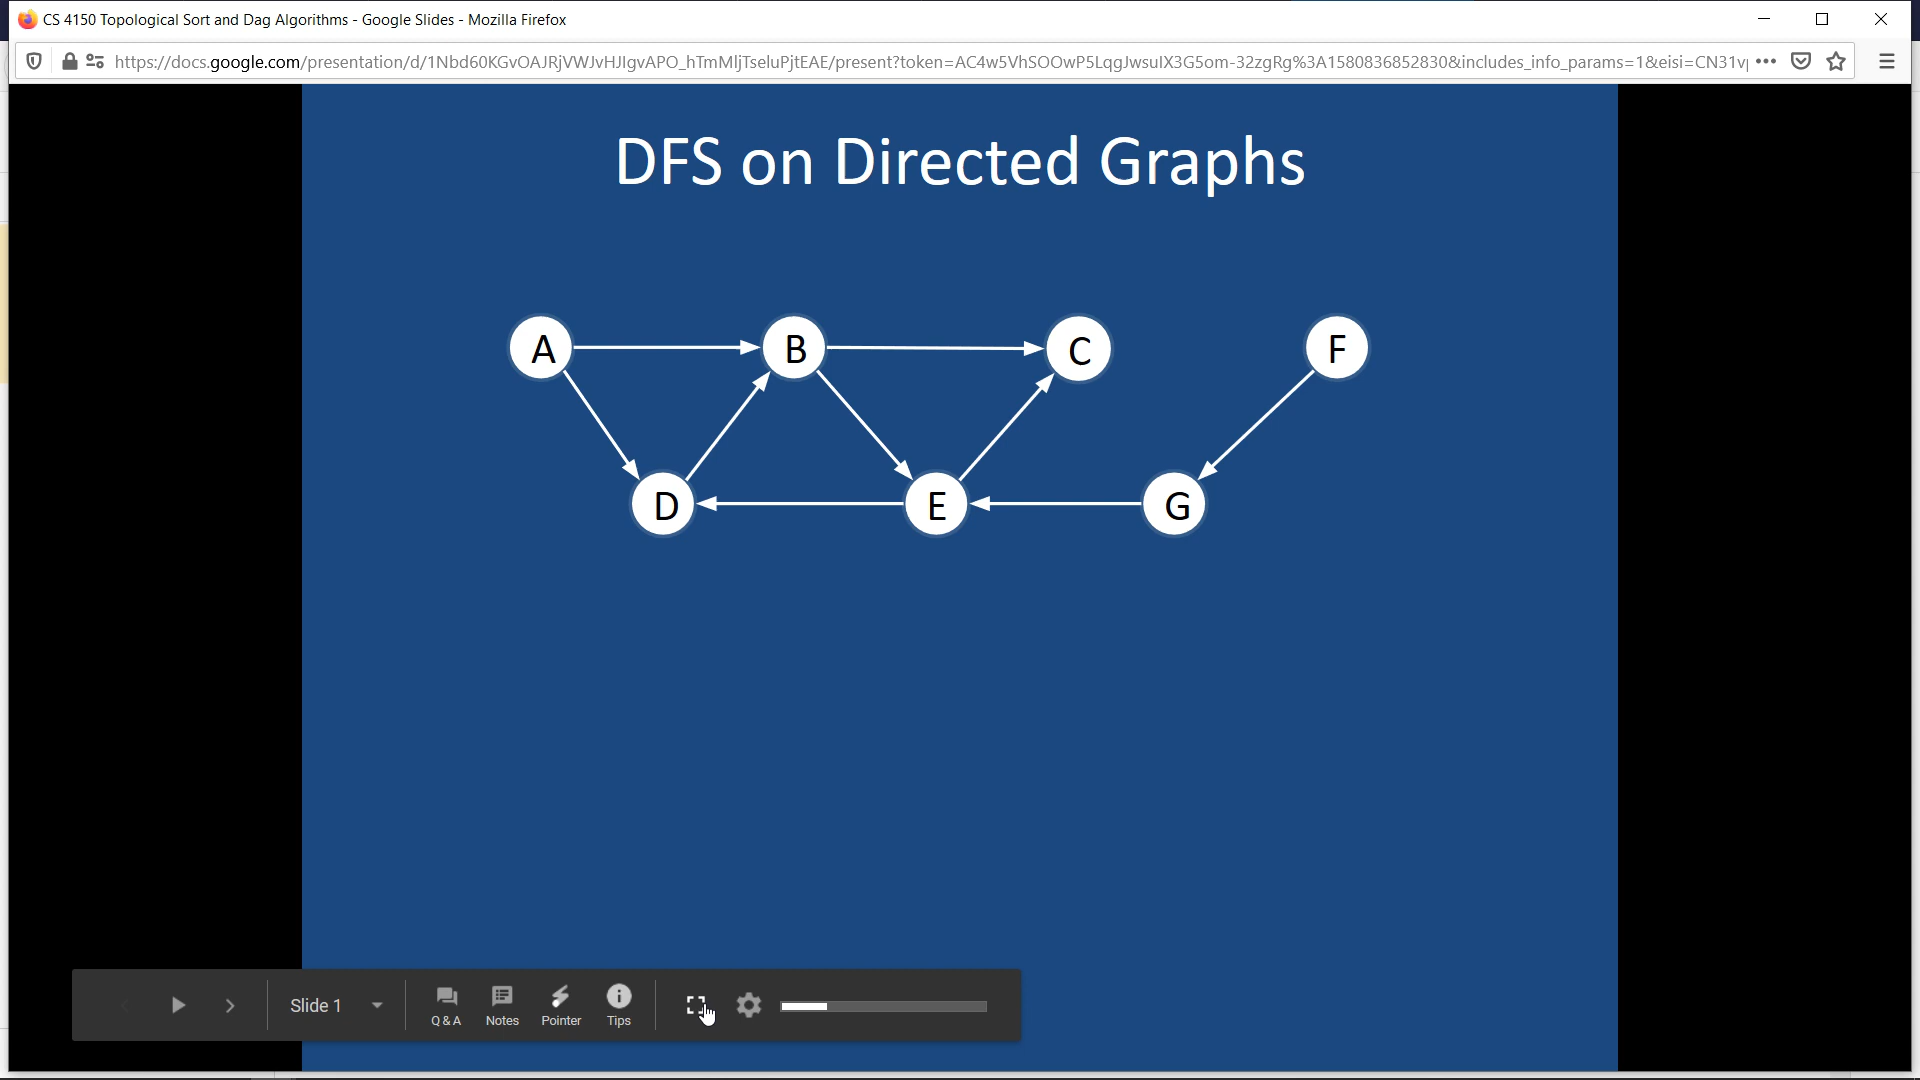 CS 4150 Topological Sort and Dag Algorithms - Google Slides - Mozilla Firefox
https://docs.google.com/presentation/d/1Nbd60KGvOAJRjVWJvHJIgvAPO_hTmMljTseluPjtEAE/present?token=AC4w5VhSOOwP5LqgJwsuIX3G5om-32zgRg%3A1580836852830&includes_info_params=1&eisi=CN31v
DFS on Directed Graphs
A B C F
D E G
Slide 1
Q & A Notes Pointer Tips